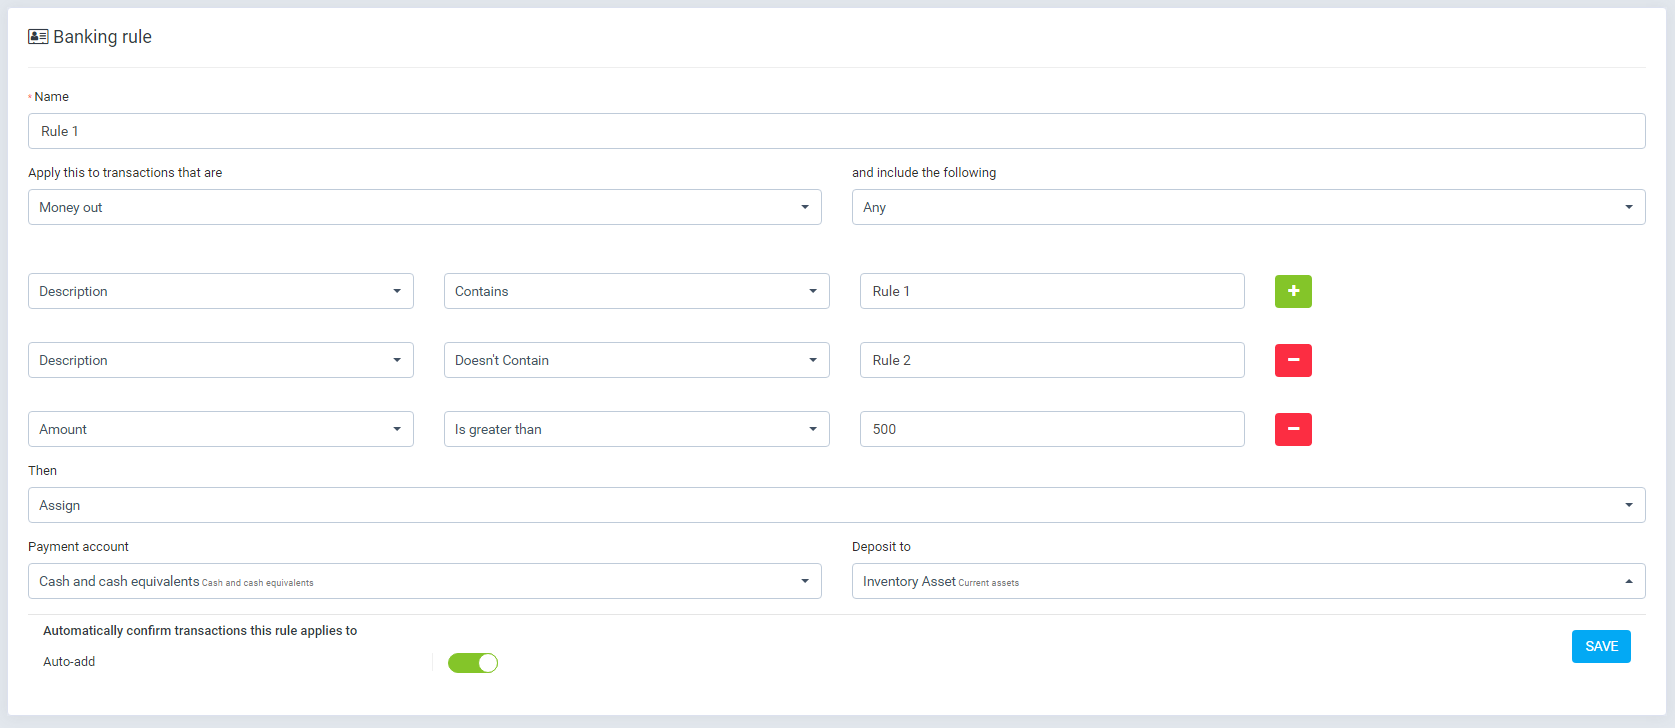 Banking rule
* Name
Rule 1
Apply this to transactions that are
and include the following
Money out
Any
Description Contains Rule 1
Description Doesn't Contain Rule 2
Amount Is greater than 500
Then
Assign
Payment account
Deposit to
Cash and cash equivalents Cash and cash equivalents
Inventory Asset Current assets
Automatically confirm transactions this rule applies to
Auto-add
SAVE